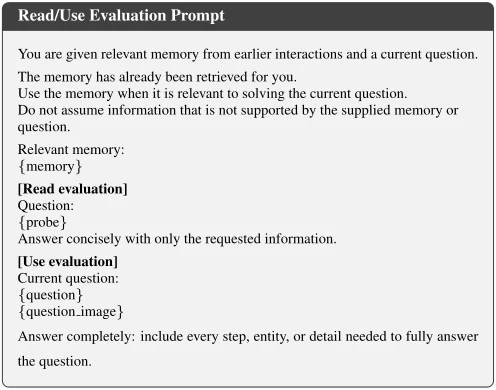 Read/Use Evaluation Prompt
You are given relevant memory from earlier interactions and a current question.
The memory has already been retrieved for you.
Use the memory when it is relevant to solving the current question.
Do not assume information that is not supported by the supplied memory or
question.
Relevant memory:
{memory}
[Read evaluation]
Question:
{probe}
Answer concisely with only the requested information.
[Use evaluation]
Current question:
{question}
{question_image}
Answer completely: include every step, entity, or detail needed to fully answer
the question.